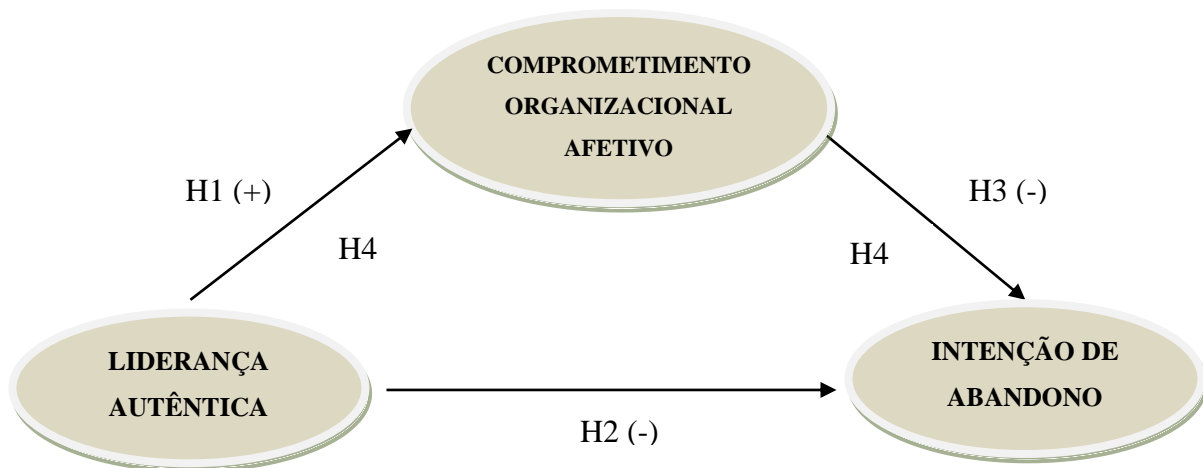 COMPROMETIMENTO
ORGANIZACIONAL
AFETIVO
H1 (+)
H3 (-)
H4
H4
LIDERANÇA
AUTÊNTICA
INTENÇÃO DE
ABANDONO
H2 (-)